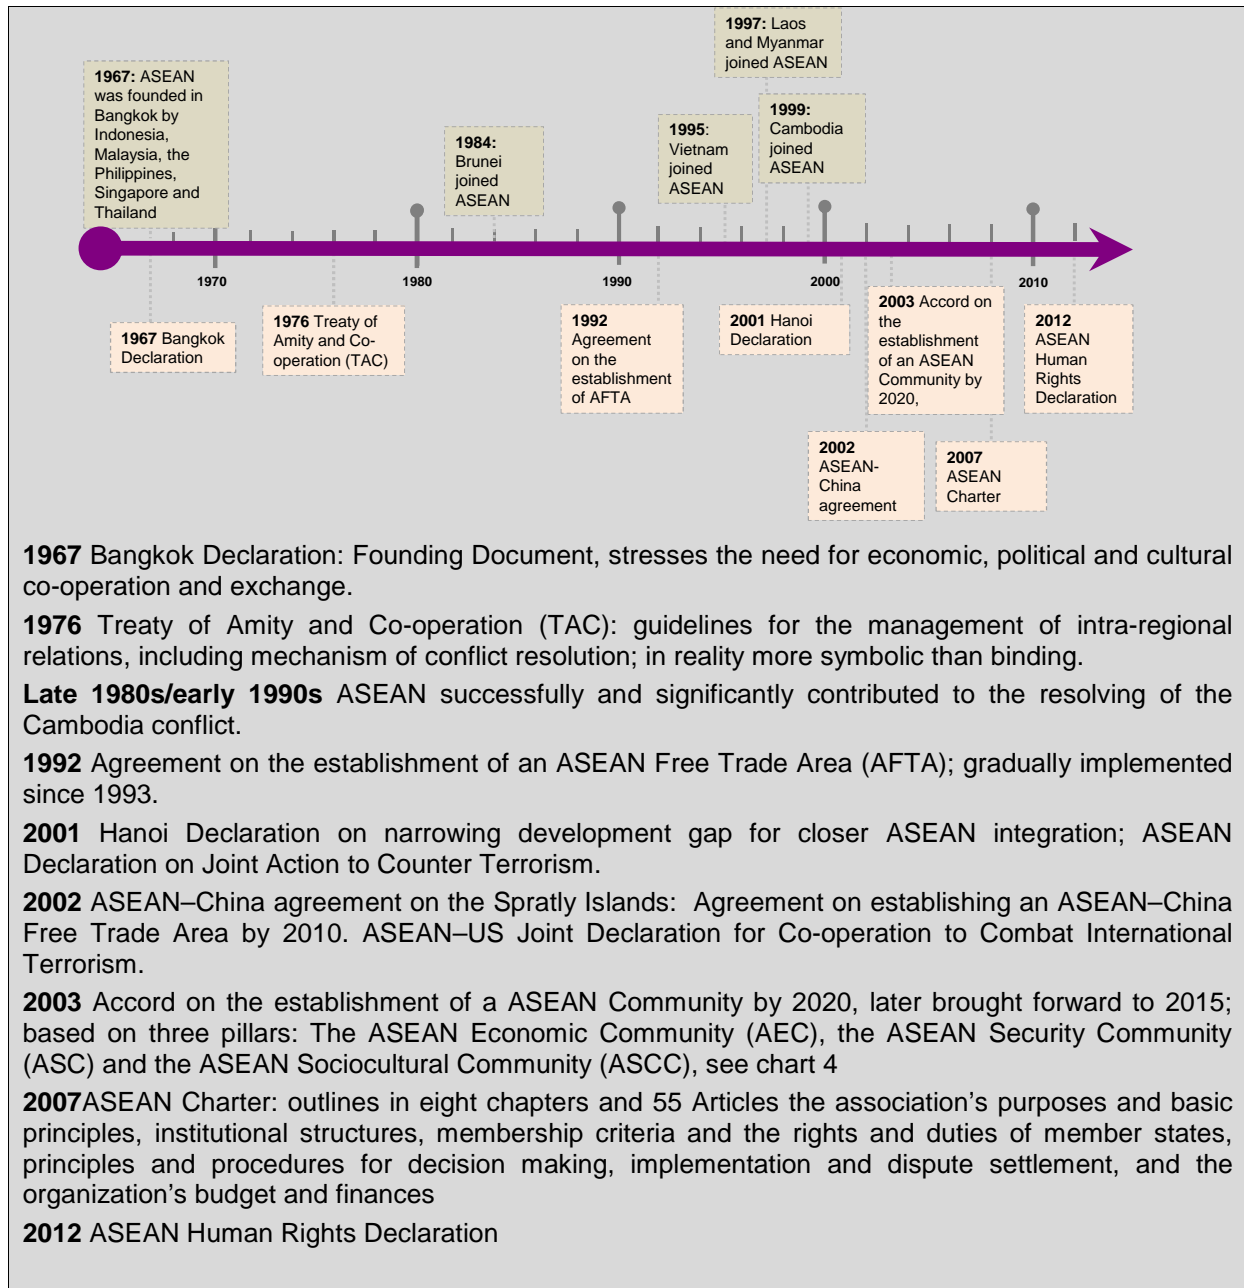 1997: Laos
and Myanmar
joined ASEAN
1967: ASEAN
was founded in
Bangkok by
Indonesia,
Malaysia, the
Philippines,
Singapore and
Thailand
1984:
Brunei
joined
ASEAN
1995:
Vietnam
joined
ASEAN
1999:
Cambodia
joined
ASEAN
1970
1980
1990
2000
2010
1967 Bangkok
Declaration
1976 Treaty of
Amity and Co-
operation (TAC)
1992
Agreement
on the
establishment
of AFTA
2001 Hanoi
Declaration
2003 Accord on
the
establishment
of an ASEAN
Community by
2020,
2012
ASEAN
Human
Rights
Declaration
2002
ASEAN-
China
agreement
2007
ASEAN
Charter
1967 Bangkok Declaration: Founding Document, stresses the need for economic, political and cultural
co-operation and exchange.
1976 Treaty of Amity and Co-operation (TAC): guidelines for the management of intra-regional
relations, including mechanism of conflict resolution; in reality more symbolic than binding.
Late 1980s/early 1990s ASEAN successfully and significantly contributed to the resolving of the
Cambodia conflict.
1992 Agreement on the establishment of an ASEAN Free Trade Area (AFTA); gradually implemented
since 1993.
2001 Hanoi Declaration on narrowing development gap for closer ASEAN integration; ASEAN
Declaration on Joint Action to Counter Terrorism.
2002 ASEAN–China agreement on the Spratly Islands: Agreement on establishing an ASEAN–China
Free Trade Area by 2010. ASEAN–US Joint Declaration for Co-operation to Combat International
Terrorism.
2003 Accord on the establishment of a ASEAN Community by 2020, later brought forward to 2015;
based on three pillars: The ASEAN Economic Community (AEC), the ASEAN Security Community
(ASC) and the ASEAN Sociocultural Community (ASCC), see chart 4
2007ASEAN Charter: outlines in eight chapters and 55 Articles the association’s purposes and basic
principles, institutional structures, membership criteria and the rights and duties of member states,
principles and procedures for decision making, implementation and dispute settlement, and the
organization’s budget and finances
2012 ASEAN Human Rights Declaration